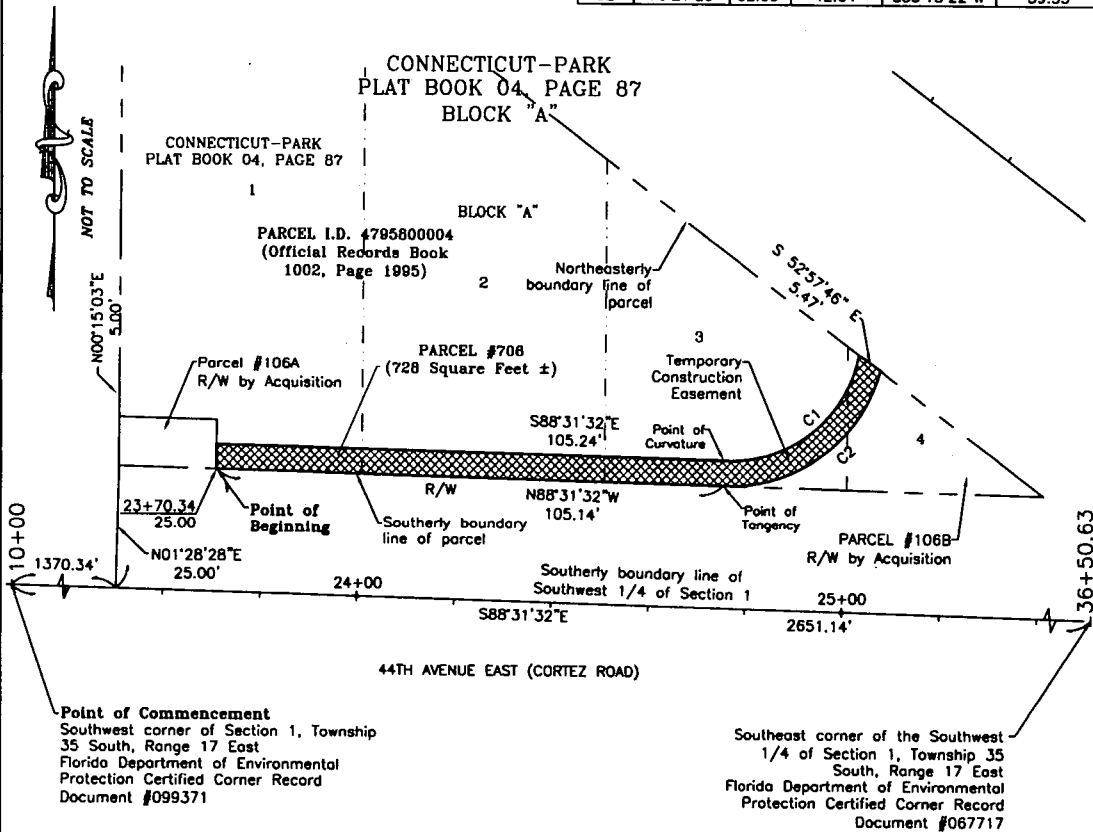 CONNECTICUT-PARK
PLAT BOOK 04, PAGE 87
BLOCK "A"
NOT TO SCALE
CONNECTICUT-PARK
PLAT BOOK 04, PAGE 87
1
BLOCK "A"
PARCEL I.D. 4795800004
(Official Records Book
1002, Page 1995)
2
Northeasterly
boundary line of
parcel
S 52°57'46" E
5.47'
N00°15'03"E
5.00'
3
Parcel #106A
R/W by Acquisition
PARCEL #706
(728 Square Feet ±)
Temporary
Construction
Easement
S88°31'32"E
105.24'
Point of
Curvature
C1
C2
4
R/W
N88°31'32"W
105.14'
23+70.34
25.00
Point of
Beginning
Southerly boundary
line of parcel
Point of
Tangency
PARCEL #106B
R/W by Acquisition
10+00
1370.34'
N01°28'28"E
25.00'
24+00
Southerly boundary line of
Southwest 1/4 of Section 1
25+00
36+50.63
S88°31'32"E
2651.14'
44TH AVENUE EAST (CORTEZ ROAD)
Point of Commencement
Southwest corner of Section 1, Township
35 South, Range 17 East
Florida Department of Environmental
Protection Certified Corner Record
Document #099371
Southeast corner of the Southwest
1/4 of Section 1, Township 35
South, Range 17 East
Florida Department of Environmental
Protection Certified Corner Record
Document #067717